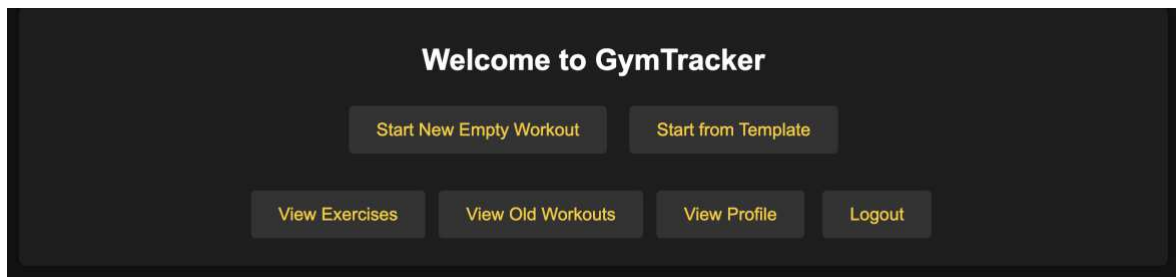 Welcome to GymTracker
Start New Empty Workout Start from Template
View Exercises View Old Workouts View Profile Logout